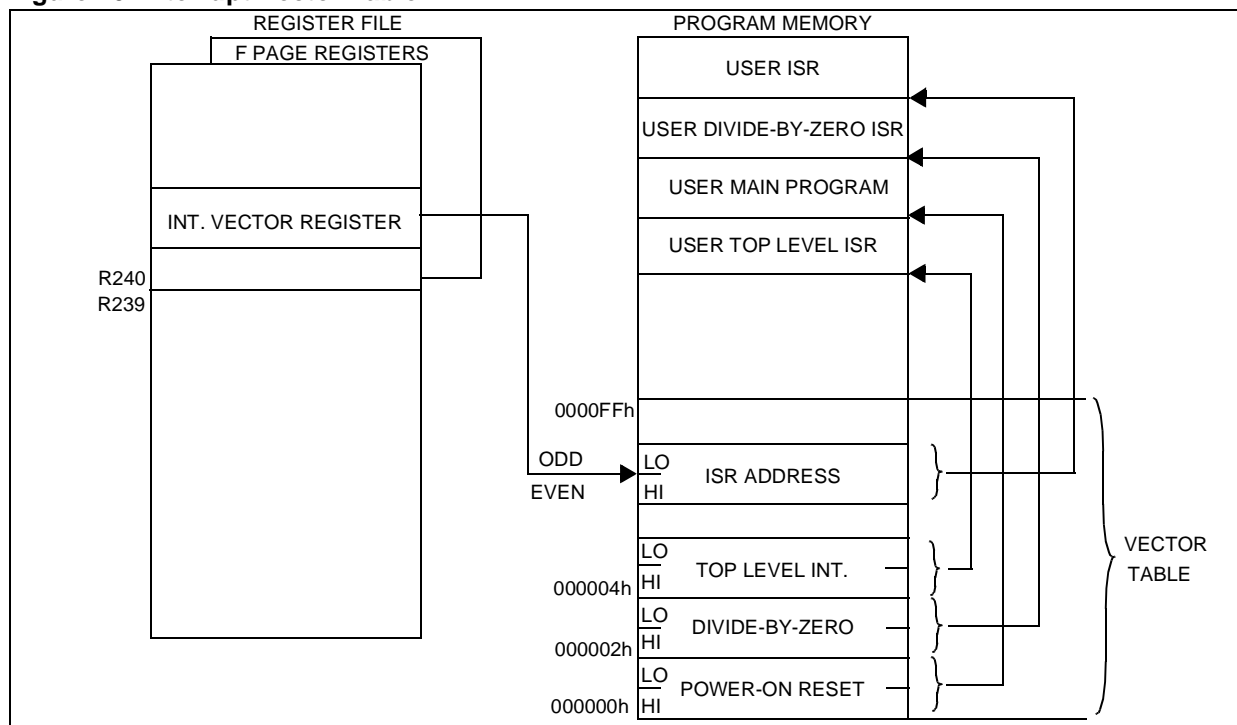 REGISTER FILE
F PAGE REGISTERS
INT. VECTOR REGISTER
R240
R239
PROGRAM MEMORY
USER ISR
USER DIVIDE-BY-ZERO ISR
USER MAIN PROGRAM
USER TOP LEVEL ISR
0000FFh
ODD
EVEN
LO
HI
ISR ADDRESS
LO
HI
TOP LEVEL INT.
000004h
LO
HI
DIVIDE-BY-ZERO
000002h
LO
HI
POWER-ON RESET
000000h
VECTOR
TABLE